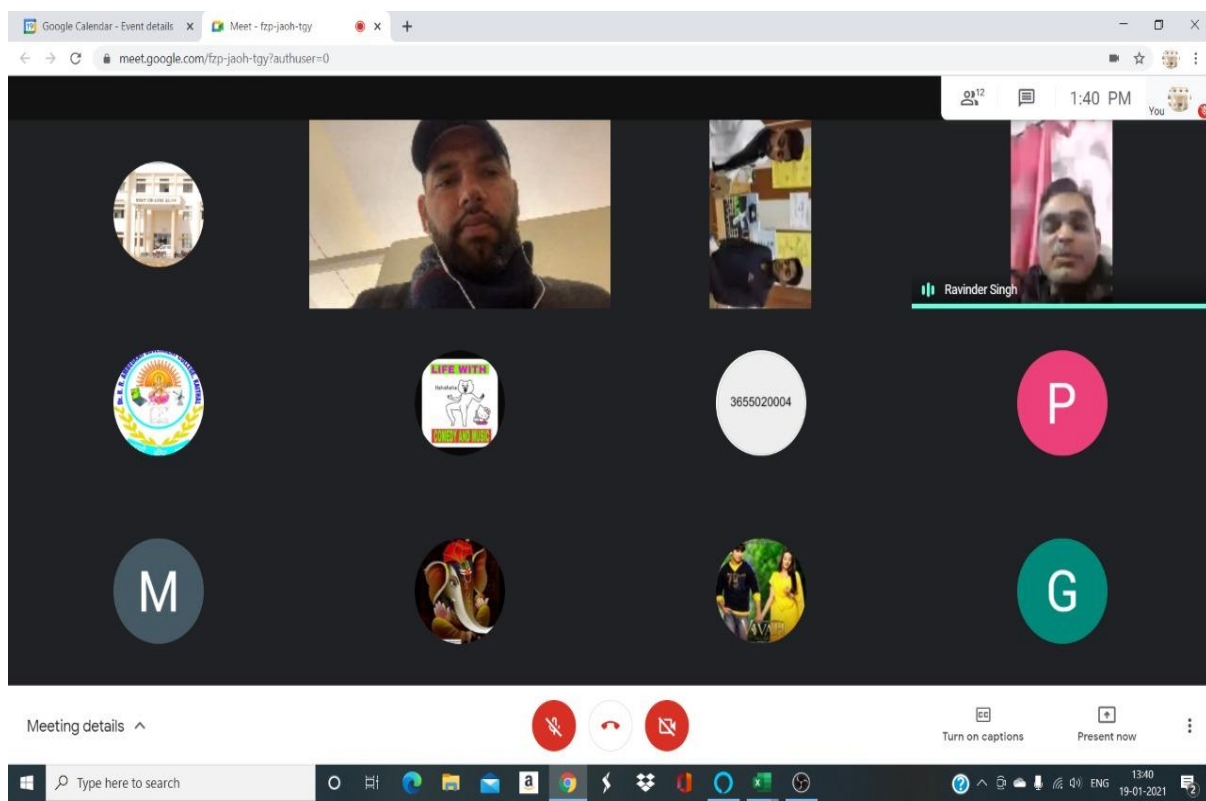 Google Calendar - Event details
Meet - fzp-jaoh-tgy
meet.google.com/fzp-jaoh-tgy?authuser=0
12
1:40 PM
You
Ravinder Singh
LIFE WITH
Hahahaha
COMEDY AND MUSIC
3655020004
P
M
G
Meeting details
Turn on captions
Present now
Type here to search
ENG
13:40
19-01-2021
2